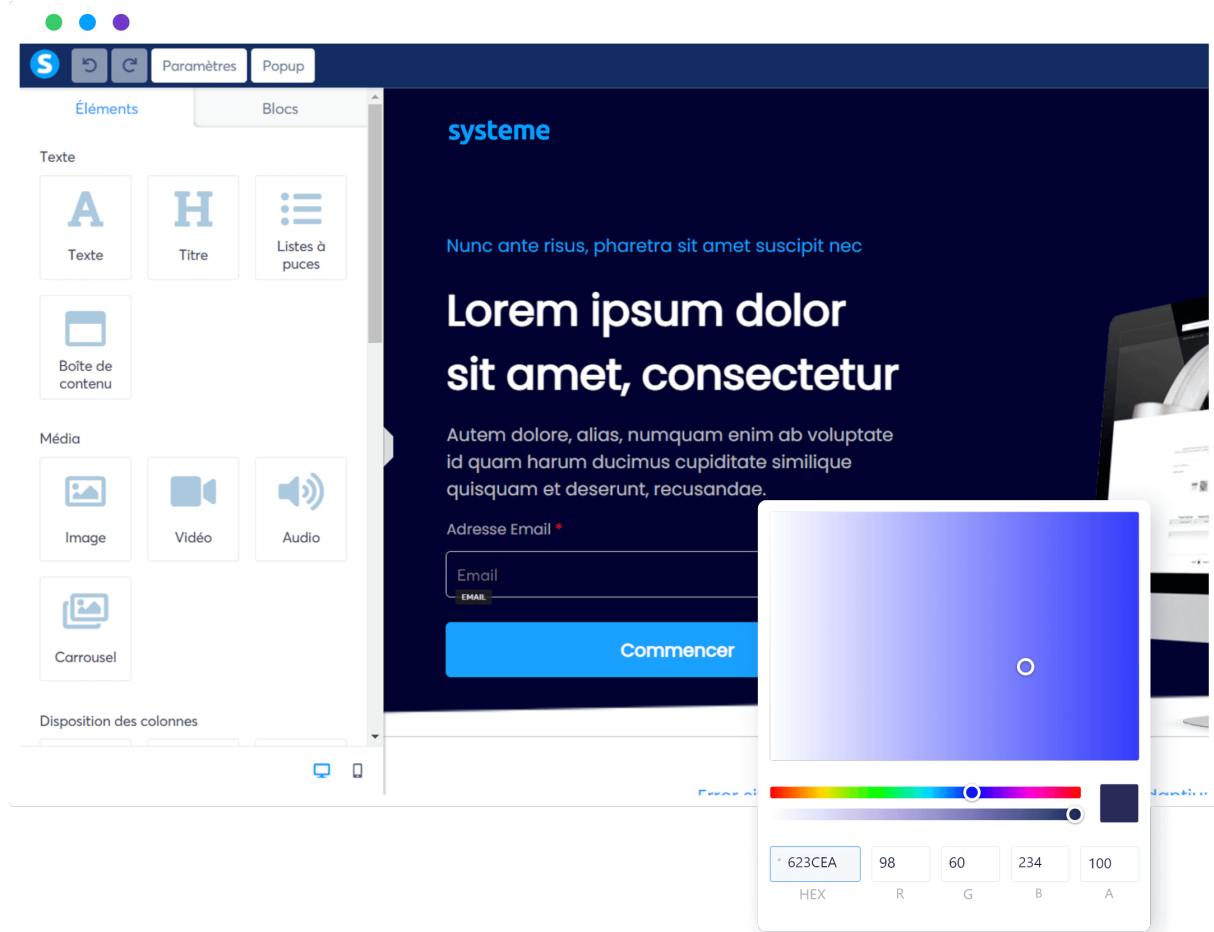 S
Paramètres
Popup
Éléments
Blocs
Texte
A
H
Texte
Titre
Listes à
puces
Boîte de
contenu
Média
Image
Vidéo
Audio
Carrousel
Disposition des colonnes
systeme
Nunc ante risus, pharetra sit amet suscipit nec
Lorem ipsum dolor
sit amet, consectetur
Autem dolore, alias, numquam enim ab voluptate
id quam harum ducimus cupiditate similique
quisquam et deserunt, recusandae.
Adresse Email *
Email
EMAIL
Commencer
* 623CEA
98
60
234
100
HEX
R
G
B
A